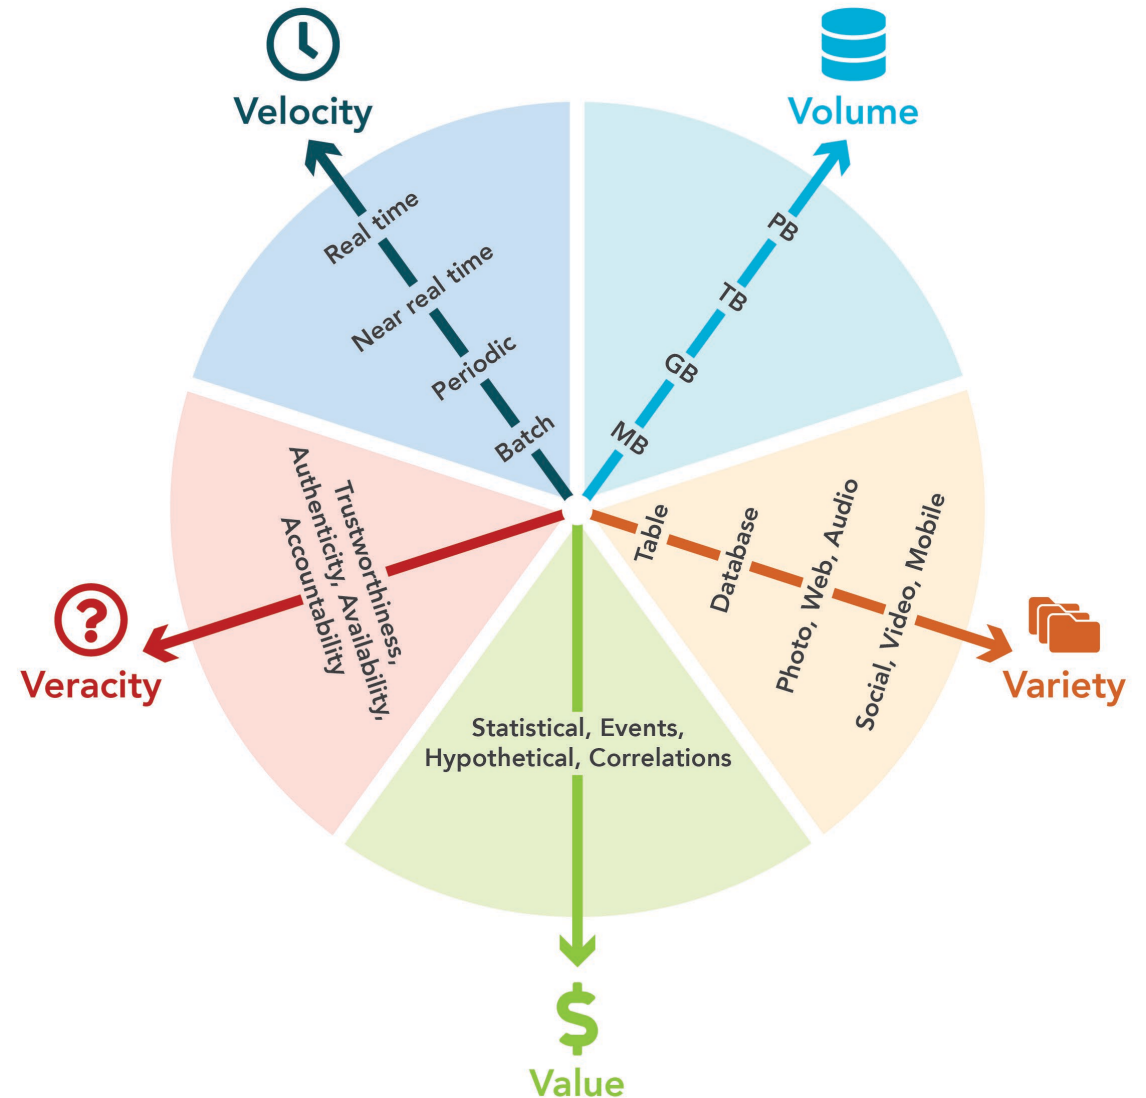 Velocity
Real time
Near real time
Periodic
Batch
Volume
PB
TB
GB
MB
Variety
Table
Database
Photo, Web, Audio
Social, Video, Mobile
Veracity
Trustworthiness,
Authenticity, Availability,
Accountability
Statistical, Events,
Hypothetical, Correlations
$
Value